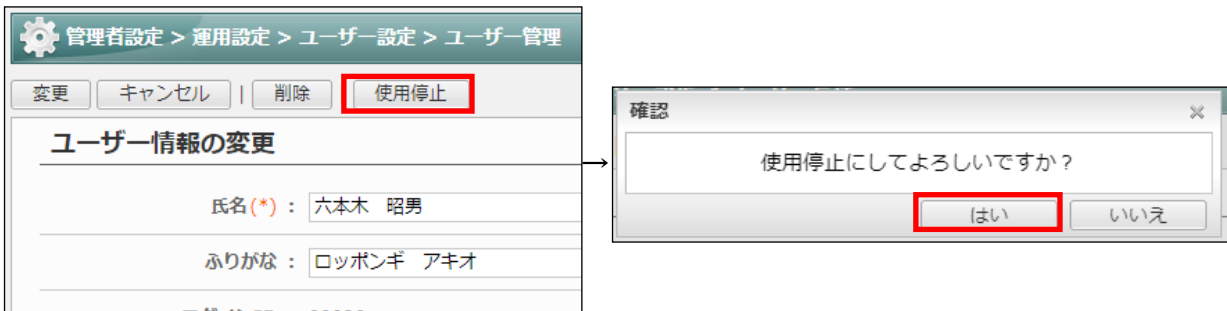 管理者設定 > 運用設定 > ユーザー設定 > ユーザー管理
変更 キャンセル | 削除 使用停止
ユーザー情報の変更
氏名(*) : 六本木 昭男
ふりがな : ロッポンギ アキオ
→
確認
使用停止にしてよろしいですか？
はい いいえ